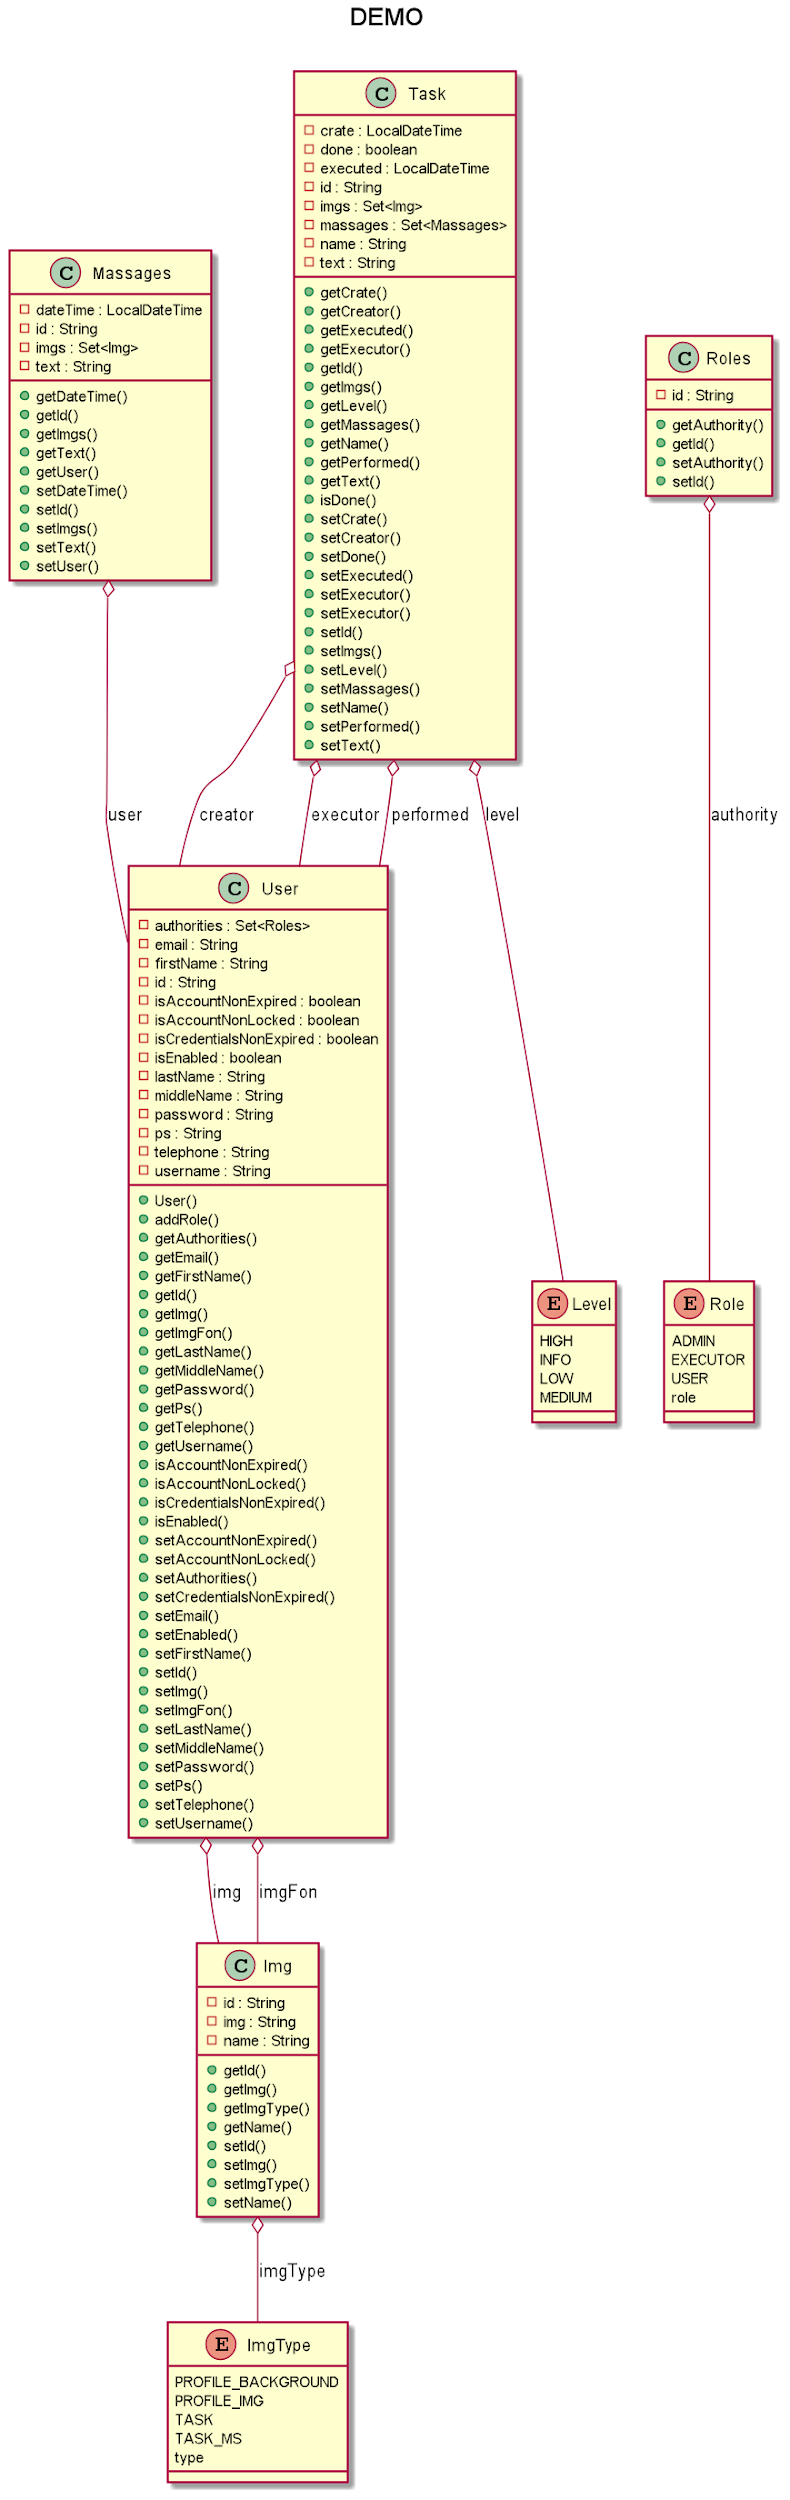 DEMO
C Task
crate : LocalDateTime
done : boolean
executed : LocalDateTime
id : String
imgs : Set<Img>
massages : Set<Massages>
name : String
text : String
getCrate()
getCreator()
getExecuted()
getExecutor()
getId()
getImgs()
getLevel()
getMassages()
getName()
getPerformed()
getText()
isDone()
setCrate()
setCreator()
setDone()
setExecuted()
setExecutor()
setExecutor()
setId()
setImgs()
setLevel()
setMassages()
setName()
setPerformed()
setText()
C Massages
dateTime : LocalDateTime
id : String
imgs : Set<Img>
text : String
getDateTime()
getId()
getImgs()
getText()
getUser()
setDateTime()
setId()
setImgs()
setText()
setUser()
C Roles
id : String
getAuthority()
getId()
setAuthority()
setId()
user
creator
executor
performed
level
authority
C User
authorities : Set<Roles>
email : String
firstName : String
id : String
isAccountNonExpired : boolean
isAccountNonLocked : boolean
isCredentialsNonExpired : boolean
isEnabled : boolean
lastName : String
middleName : String
password : String
ps : String
telephone : String
username : String
User()
addRole()
getAuthorities()
getEmail()
getFirstName()
getId()
getImg()
getImgFon()
getLastName()
getMiddleName()
getPassword()
getPs()
getTelephone()
getUsername()
isAccountNonExpired()
isAccountNonLocked()
isCredentialsNonExpired()
isEnabled()
setAccountNonExpired()
setAccountNonLocked()
setAuthorities()
setCredentialsNonExpired()
setEmail()
setEnabled()
setFirstName()
setId()
setImg()
setImgFon()
setLastName()
setMiddleName()
setPassword()
setPs()
setTelephone()
setUsername()
E Level
HIGH
INFO
LOW
MEDIUM
E Role
ADMIN
EXECUTOR
USER
role
img
imgFon
C Img
id : String
img : String
name : String
getId()
getImg()
getImgType()
getName()
setId()
setImg()
setImgType()
setName()
imgType
E ImgType
PROFILE_BACKGROUND
PROFILE_IMG
TASK
TASK_MS
type